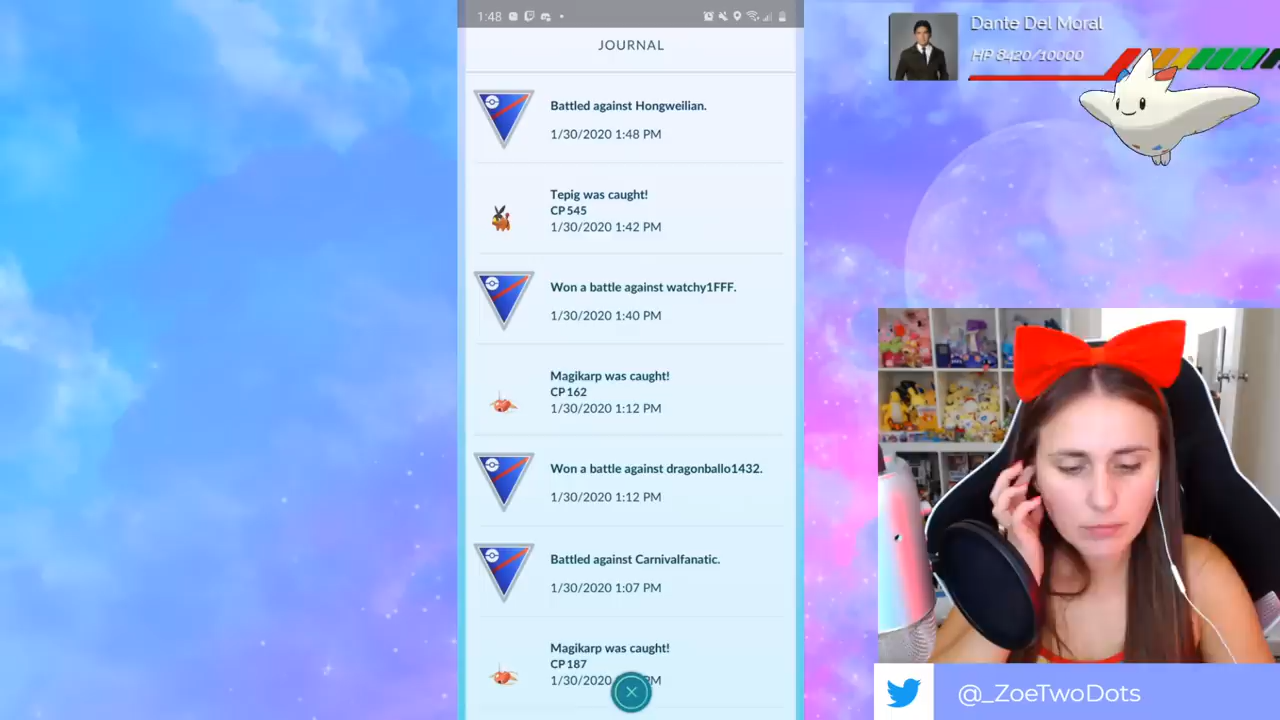 1:48
JOURNAL
Battled against Hongweilian.
1/30/2020 1:48 PM
Tepig was caught!
CP 545
1/30/2020 1:42 PM
Won a battle against watchy1FFF.
1/30/2020 1:40 PM
Magikarp was caught!
CP 162
1/30/2020 1:12 PM
Won a battle against dragonballo1432.
1/30/2020 1:12 PM
Battled against Carnivalfanatic.
1/30/2020 1:07 PM
Magikarp was caught!
CP 187
1/30/2020
Dante Del Moral
HP 8420/10000
@_ZoeTwoDots